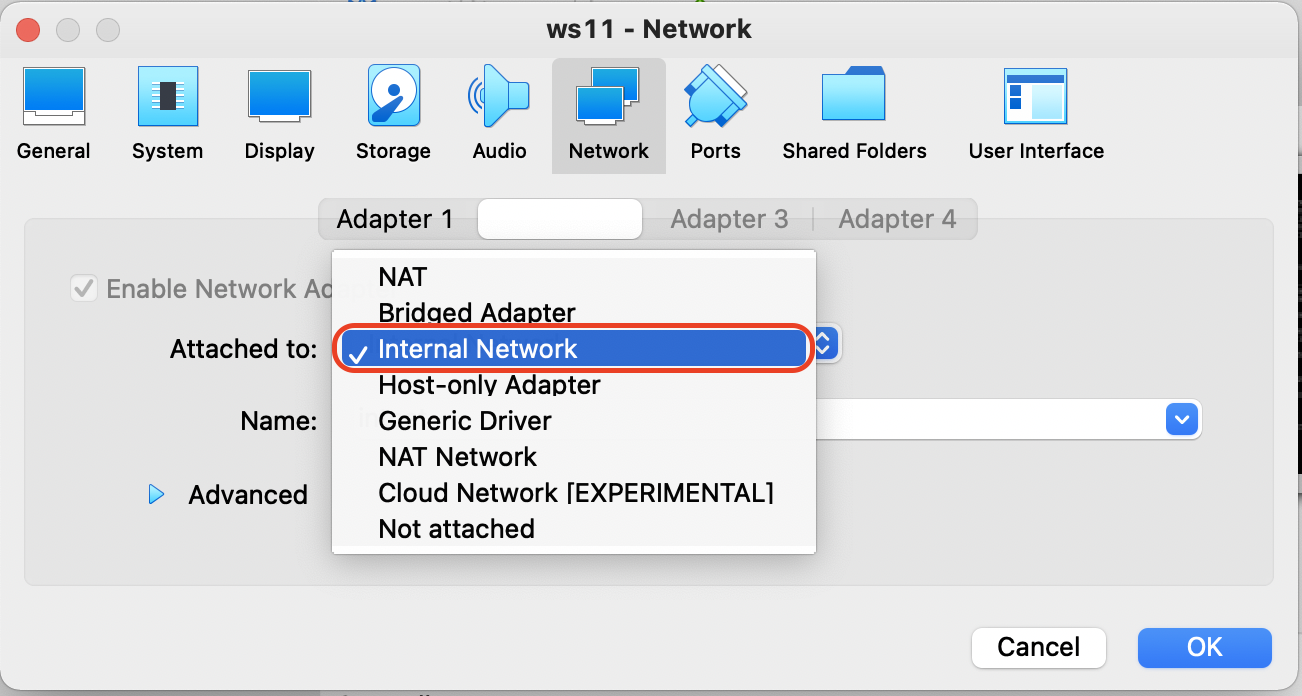 ws11 - Network
General System Display Storage Audio Network Ports Shared Folders User Interface
Adapter 1 Adapter 3 Adapter 4
Enable Network
NAT
Bridged Adapter
Attached to: Internal Network
Host-only Adapter
Name: Generic Driver
NAT Network
Advanced Cloud Network [EXPERIMENTAL]
Not attached
Cancel OK